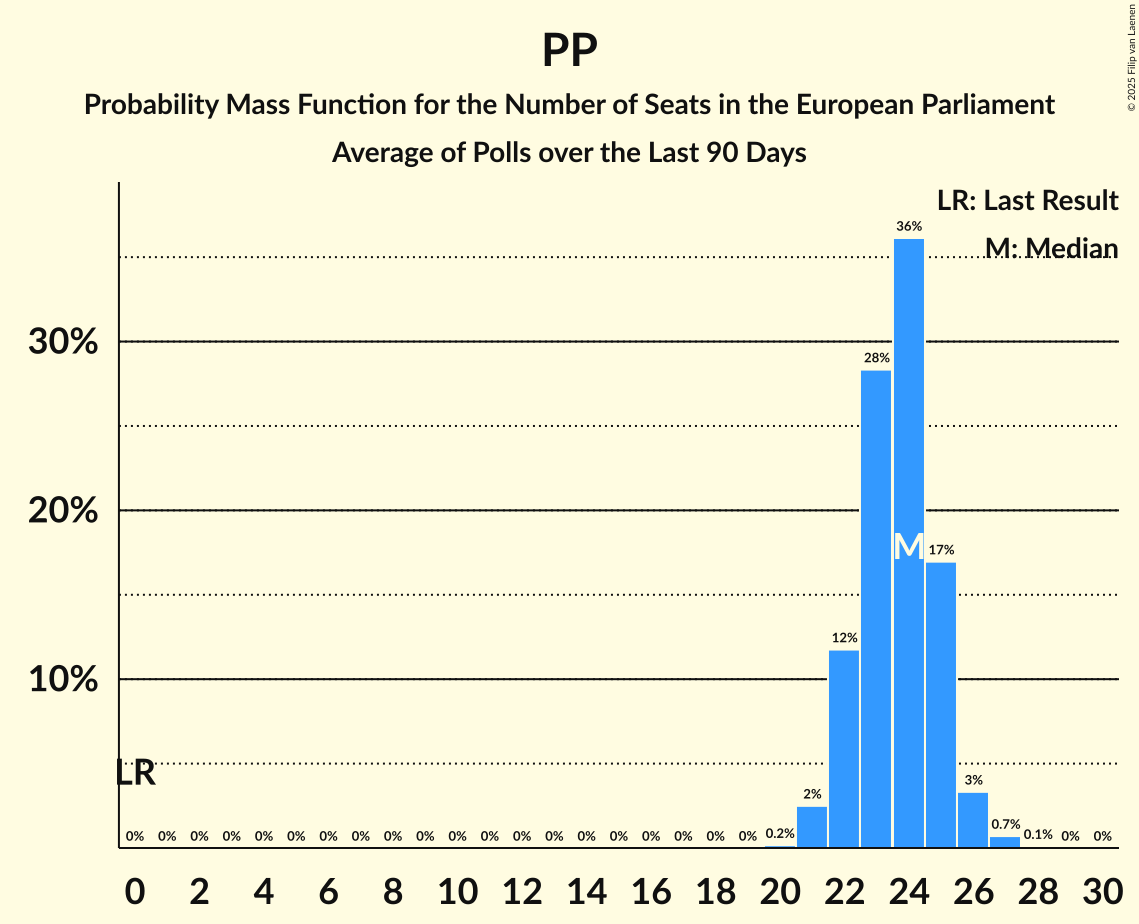 PP
Probability Mass Function for the Number of Seats in the European Parliament
Average of Polls over the Last 90 Days
© 2025 Filip van Laenen
LR: Last Result
M: Median
36%
30%
28%
20%
M
17%
12%
10%
LR
3%
2%
0% 0% 0% 0% 0% 0% 0% 0% 0% 0% 0% 0% 0% 0% 0% 0% 0% 0% 0% 0% 0.2% 0.7% 0.1% 0% 0%
0 2 4 6 8 10 12 14 16 18 20 22 24 26 28 30